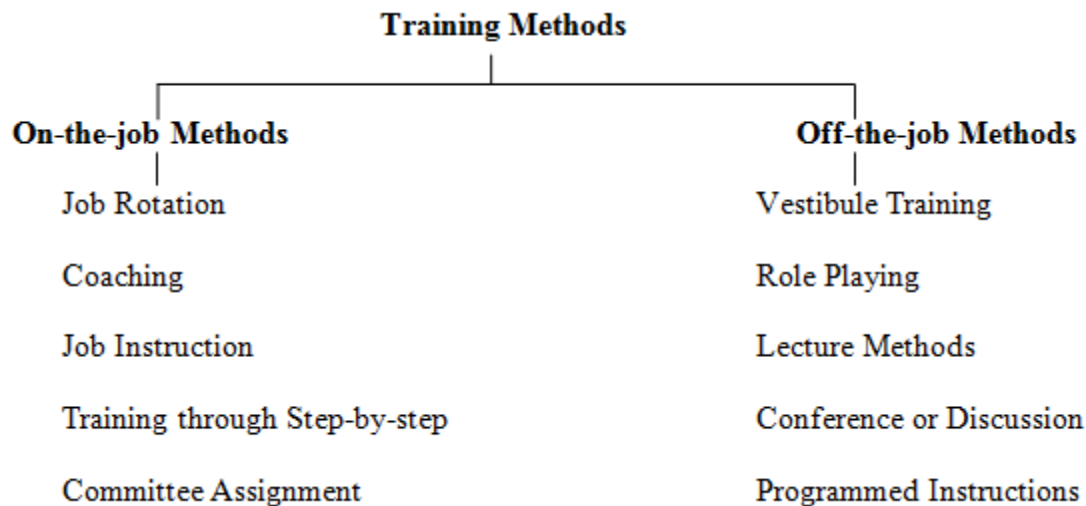 Training Methods
On-the-job Methods
Off-the-job Methods
Job Rotation
Vestibule Training
Coaching
Role Playing
Job Instruction
Lecture Methods
Training through Step-by-step
Conference or Discussion
Committee Assignment
Programmed Instructions